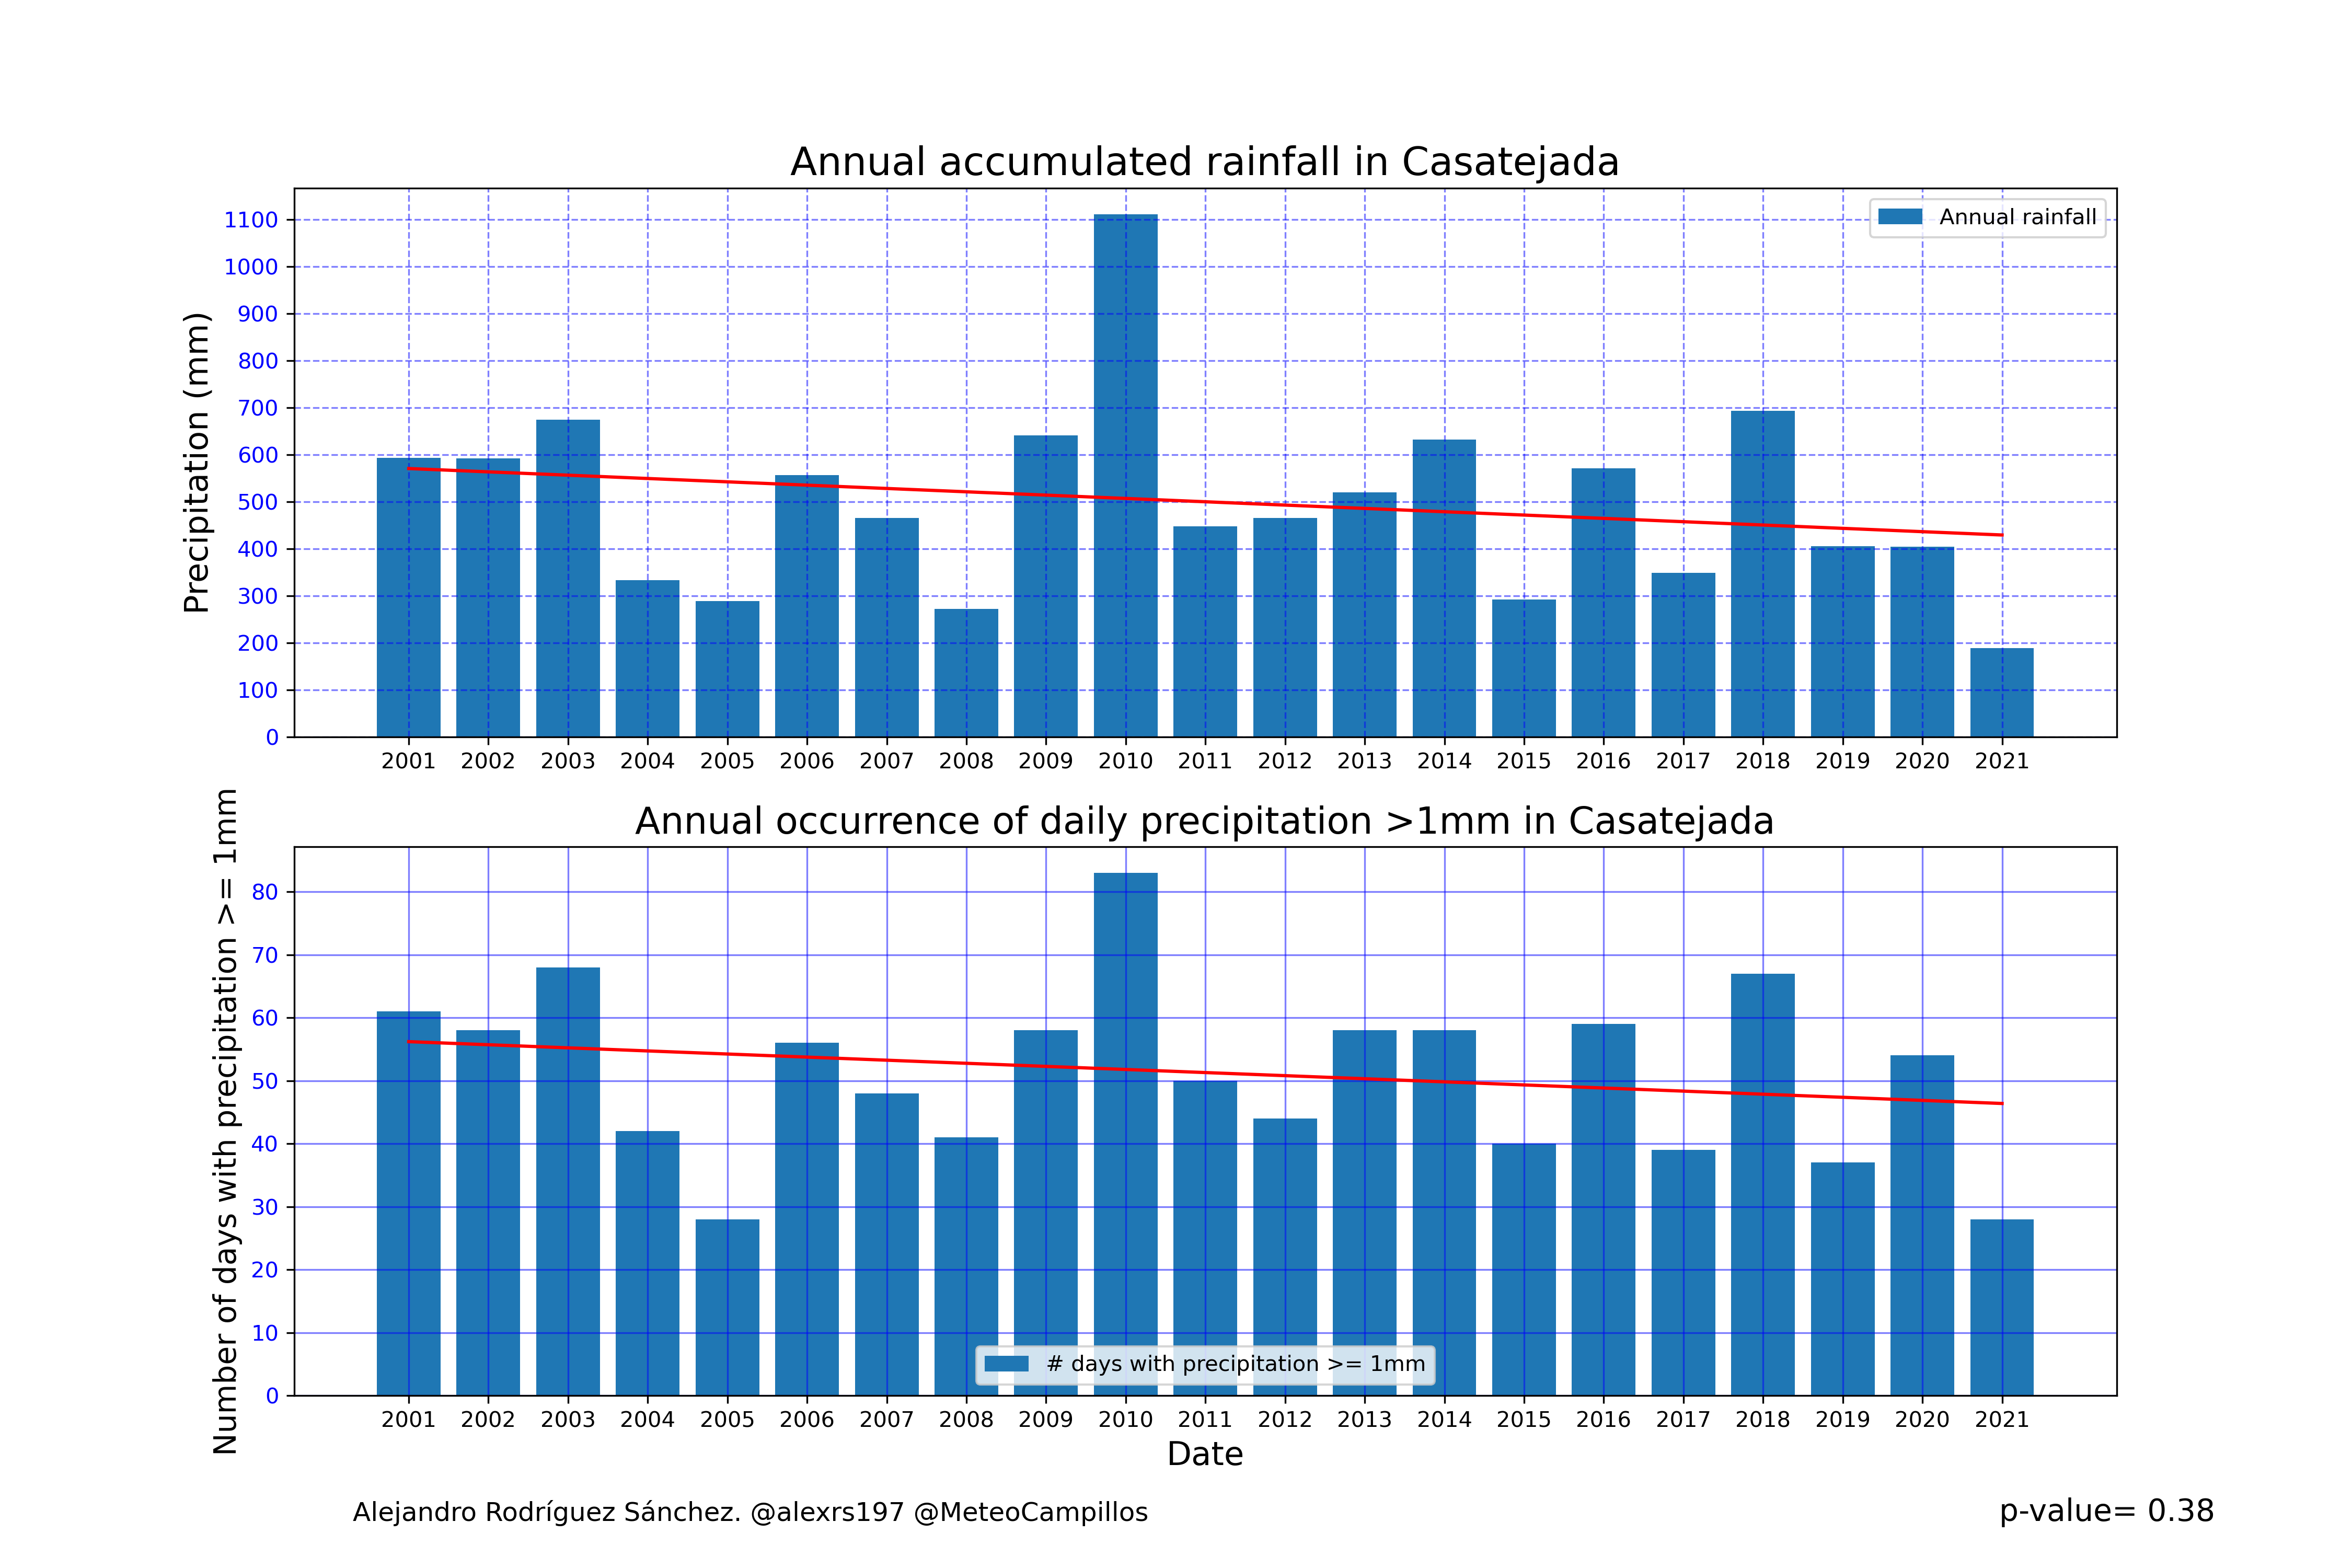 Annual accumulated rainfall in Casatejada
Precipitation (mm)
1100
1000
900
800
700
600
500
400
300
200
100
0
Annual rainfall
2001 2002 2003 2004 2005 2006 2007 2008 2009 2010 2011 2012 2013 2014 2015 2016 2017 2018 2019 2020 2021
Annual occurrence of daily precipitation >1mm in Casatejada
Number of days with precipitation >= 1mm
80
70
60
50
40
30
20
10
0
# days with precipitation >= 1mm
2001 2002 2003 2004 2005 2006 2007 2008 2009 2010 2011 2012 2013 2014 2015 2016 2017 2018 2019 2020 2021
Date
Alejandro Rodríguez Sánchez. @alexrs197 @MeteoCampillos
p-value= 0.38